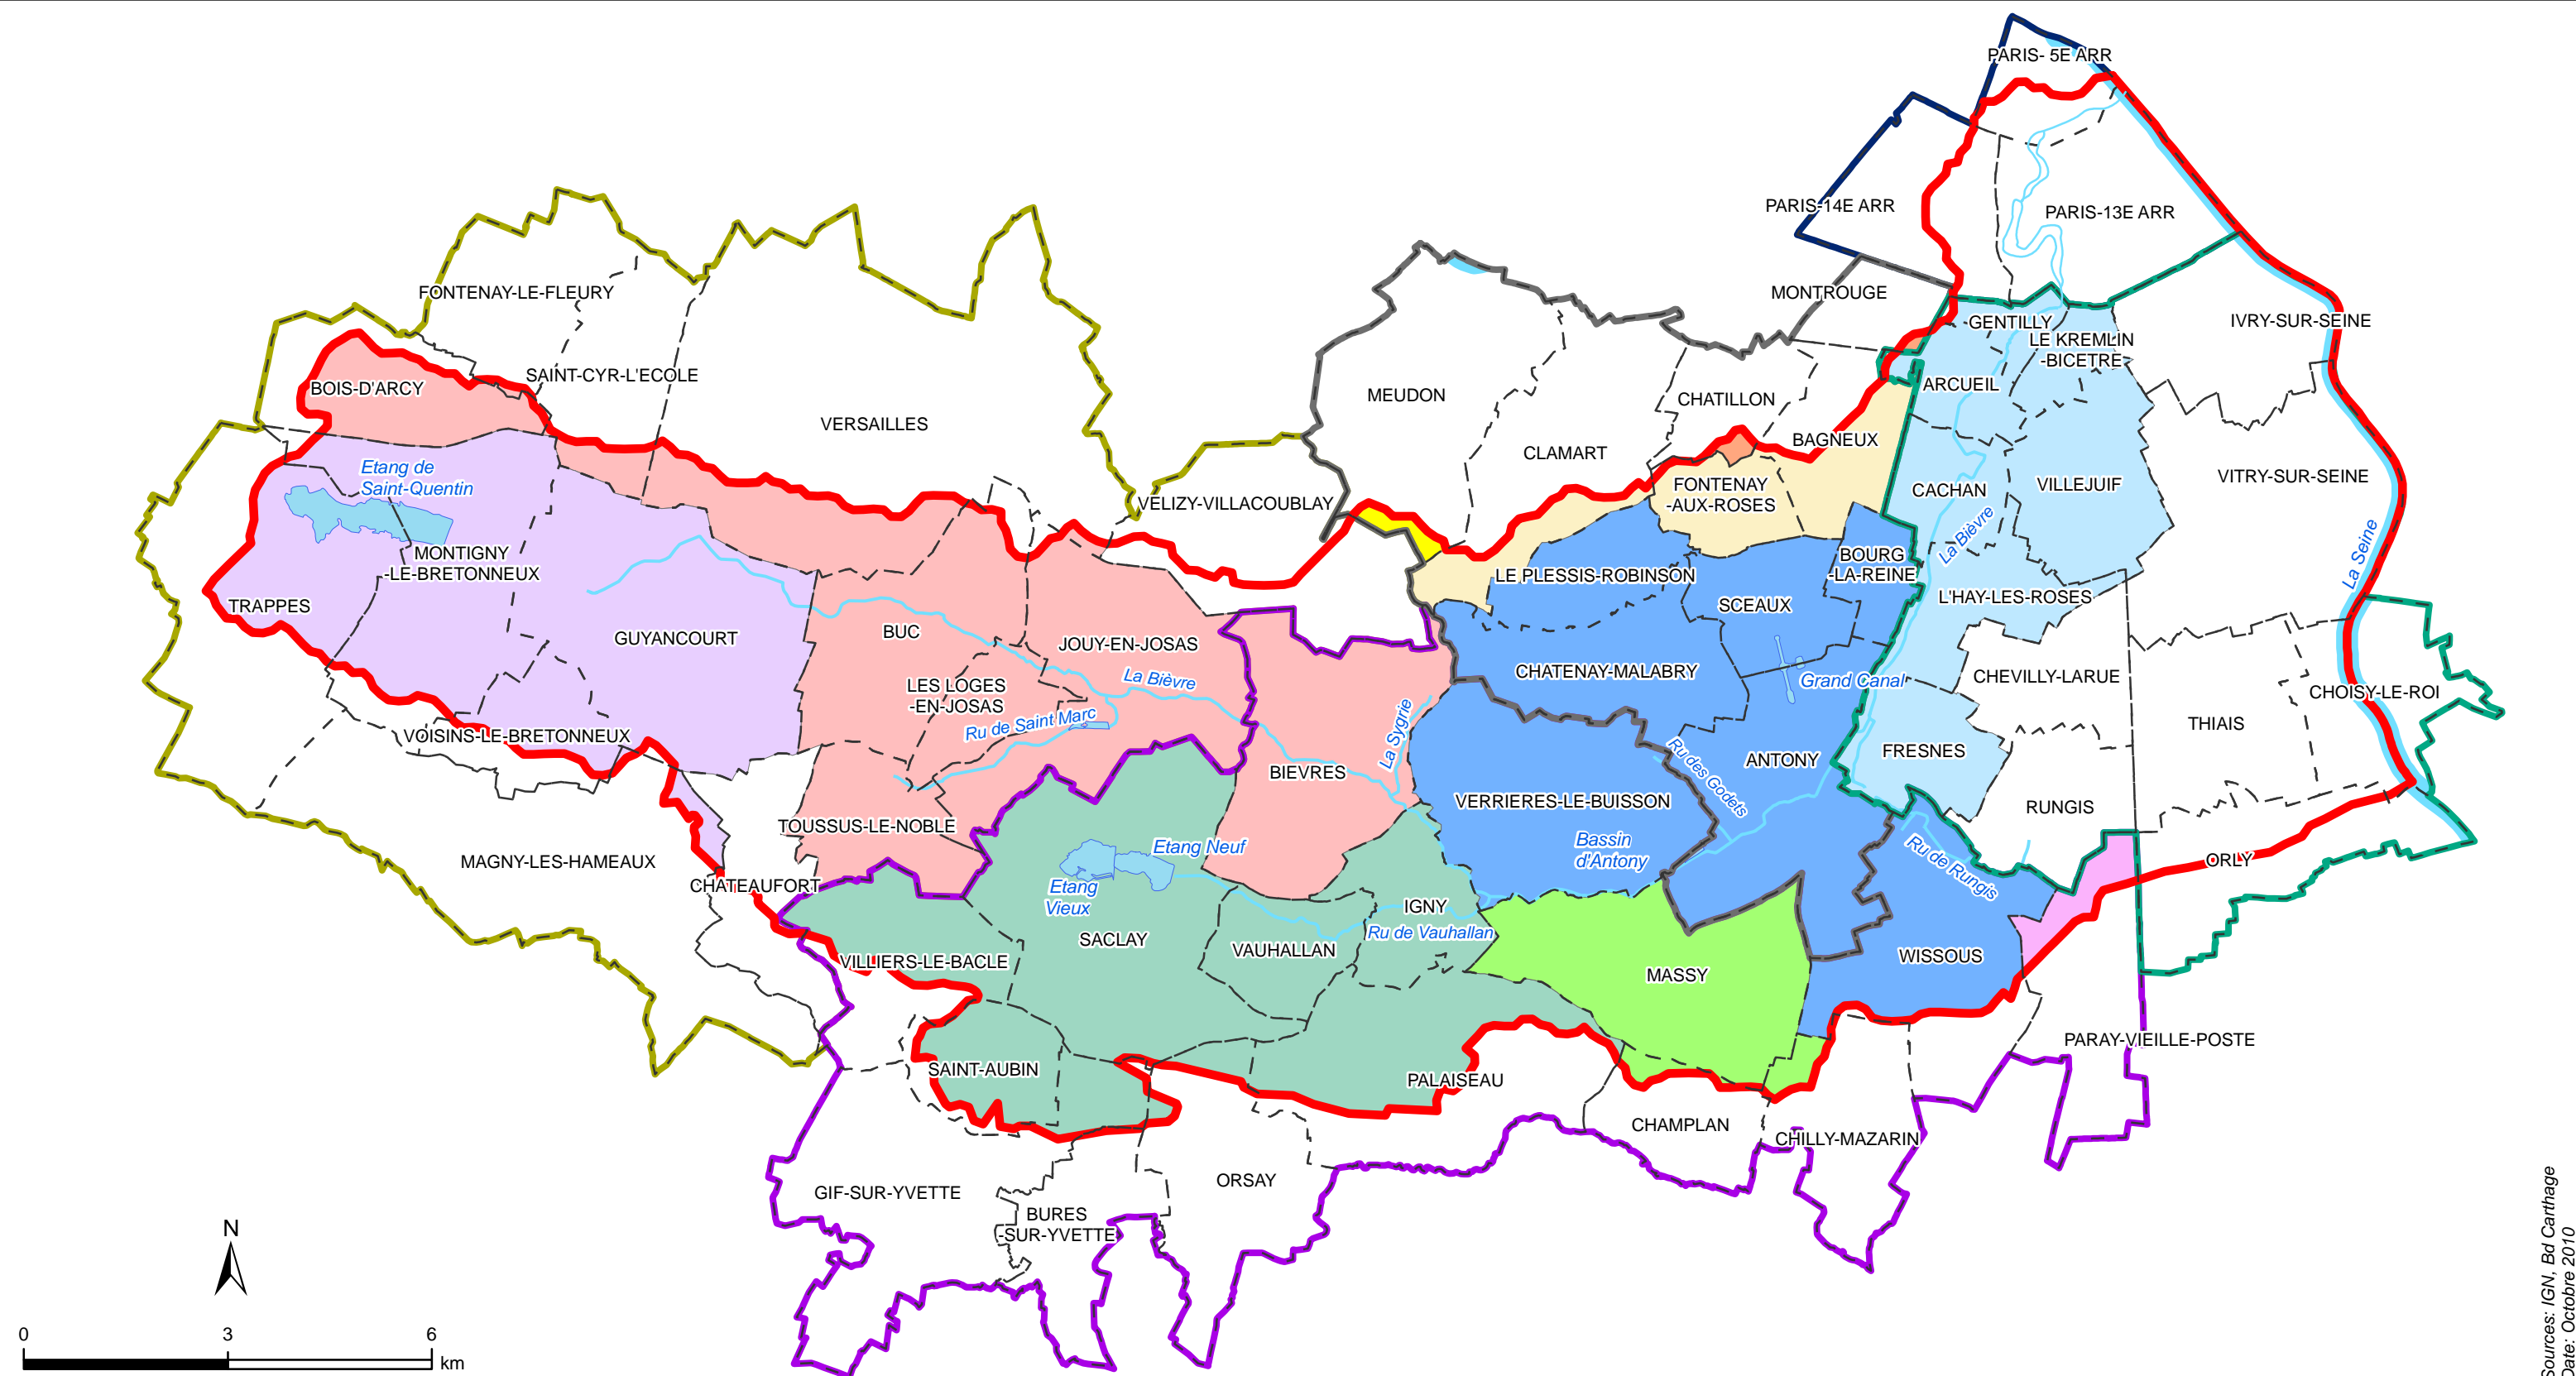 PARIS- 5E ARR
PARIS-14E ARR
PARIS-13E ARR
FONTENAY-LE-FLEURY
MONTROUGE
GENTILLY
IVRY-SUR-SEINE
LE KREMLIN
-BICETRE
SAINT-CYR-L'ECOLE
BOIS-D'ARCY
ARCUEIL
MEUDON
CHATILLON
VERSAILLES
BAGNEUX
CLAMART
Etang de
Saint-Quentin
VITRY-SUR-SEINE
VILLEJUIF
CACHAN
FONTENAY
-AUX-ROSES
VELIZY-VILLACOUBLAY
La Bièvre
La Seine
MONTIGNY
-LE-BRETONNEUX
BOURG
-LA-REINE
LE PLESSIS-ROBINSON
L'HAY-LES-ROSES
TRAPPES
SCEAUX
BUC
GUYANCOURT
JOUY-EN-JOSAS
CHATENAY-MALABRY
CHEVILLY-LARUE
La Bièvre
Grand Canal
LES LOGES
-EN-JOSAS
CHOISY-LE-ROI
Ru de Saint Marc
THIAIS
La Sygrie
VOISINS-LE-BRETONNEUX
FRESNES
ANTONY
BIEVRES
Ru des Godets
VERRIERES-LE-BUISSON
RUNGIS
TOUSSUS-LE-NOBLE
Bassin
d'Antony
Etang Neuf
MAGNY-LES-HAMEAUX
ORLY
Ru de Rungis
CHATEAUFORT
Etang
Vieux
IGNY
Ru de Vauhallan
SACLAY
VAUHALLAN
WISSOUS
VILLIERS-LE-BACLE
MASSY
PARAY-VIEILLE-POSTE
SAINT-AUBIN
PALAISEAU
CHAMPLAN
CHILLY-MAZARIN
ORSAY
GIF-SUR-YVETTE
BURES
-SUR-YVETTE
N
0 3 6
km
Sources: IGN, Bd Carthage
Date: Octobre 2010